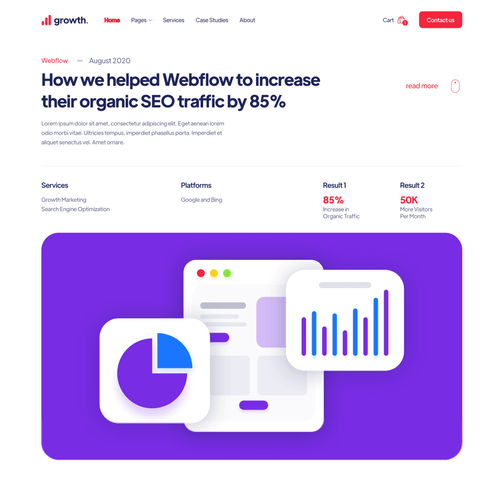 growth.
Home Pages Services Case Studies About
Cart
Contact us
Webflow — August 2020
How we helped Webflow to increase
their organic SEO traffic by 85%
read more
Lorem ipsum dolor sit amet, consectetur adipiscing elit. Eget aenean lorem
odio morbi vitae. Ultricies tempus, imperdiet phasellus porta. Imperdiet et
aliquet senectus vel. Amet ornare.
Services
Growth Marketing
Search Engine Optimization
Platforms
Google and Bing
Result 1
85%
Increase in
Organic Traffic
Result 2
50K
More Visitors
Per Month